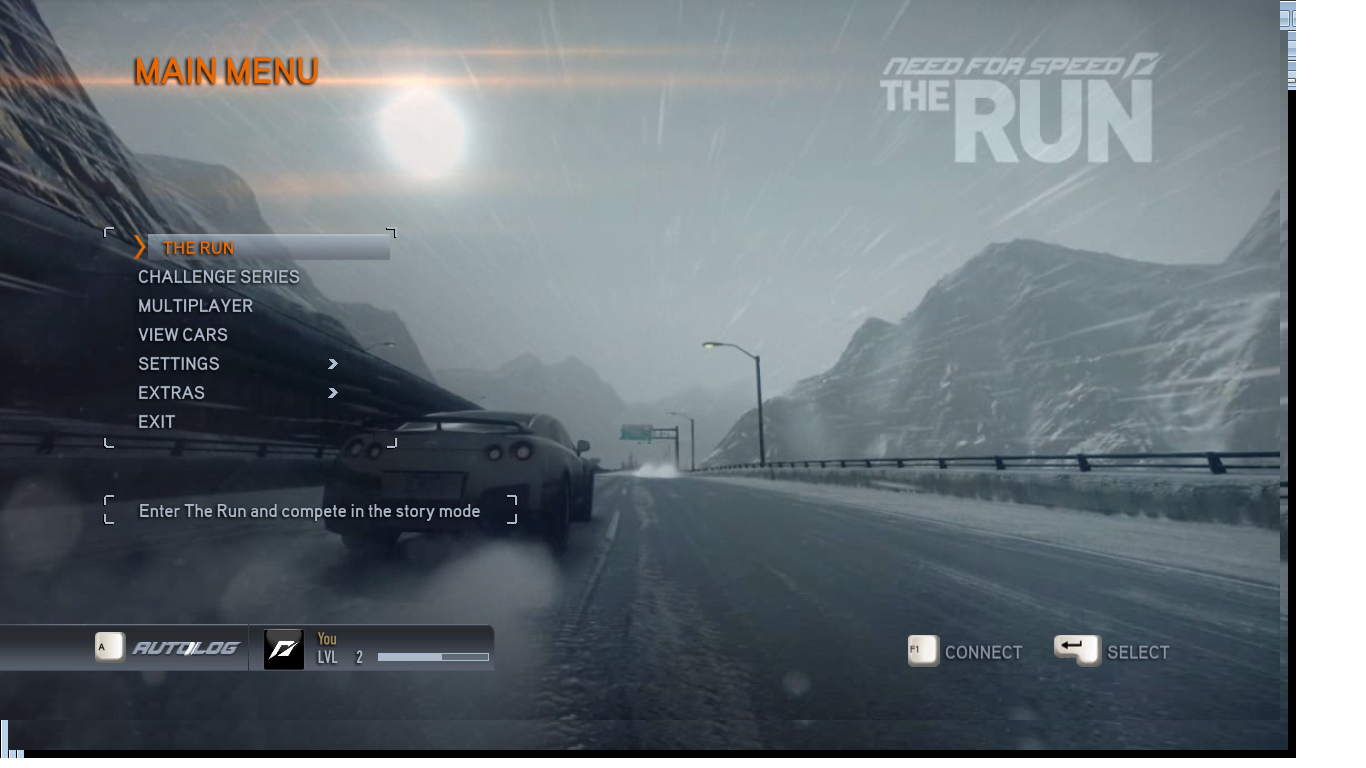 MAIN MENU
NEED FOR SPEED
THE RUN
THE RUN
CHALLENGE SERIES
MULTIPLAYER
VIEW CARS
SETTINGS
EXTRAS
EXIT
Enter The Run and compete in the story mode
A AUTOLOG
You
LVL 2
F1 CONNECT
SELECT